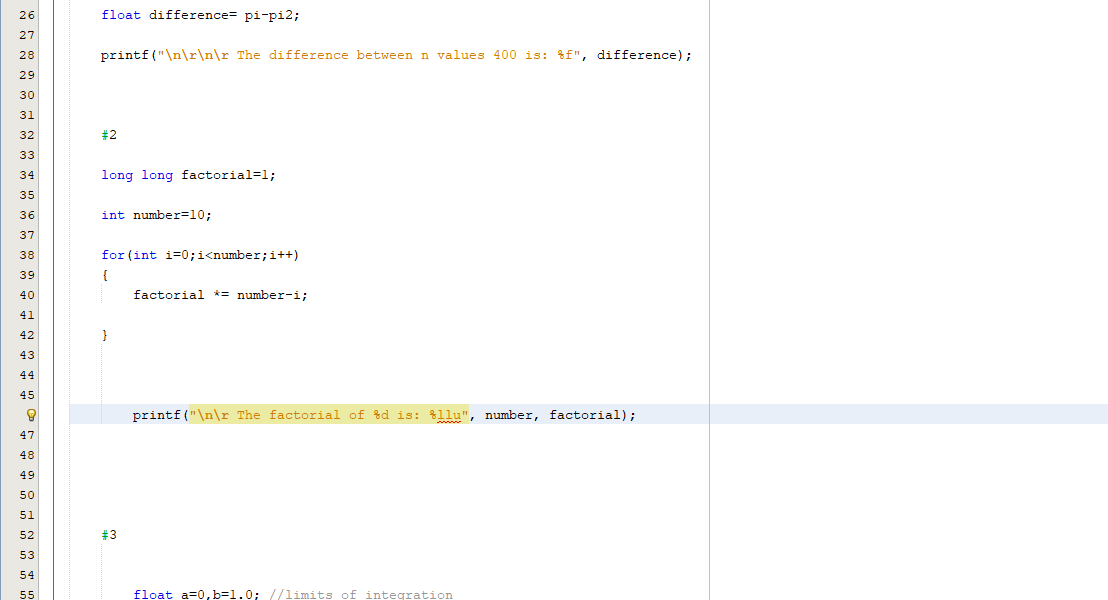 26 float difference= pi-pi2;
27
28 printf("\n\r\n\r The difference between n values 400 is: %f", difference);
29
30
31
32 #2
33
34 long long factorial=1;
35
36 int number=10;
37
38 for(int i=0;i<number;i++)
39 {
40 factorial *= number-i;
41
42 }
43
44
45
printf("\n\r The factorial of %d is: %llu", number, factorial);
47
48
49
50
51
52 #3
53
54
55 float a=0,b=1.0; //limits of integration